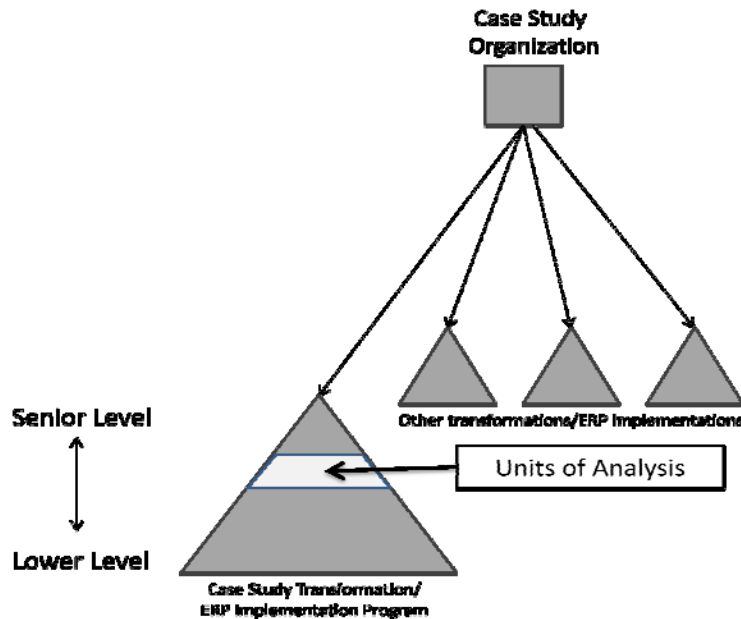 Case Study
Organization
Other transformations/ERP implementations
Senior Level
Units of Analysis
Lower Level
Case Study Transformation/
ERP Implementation Program